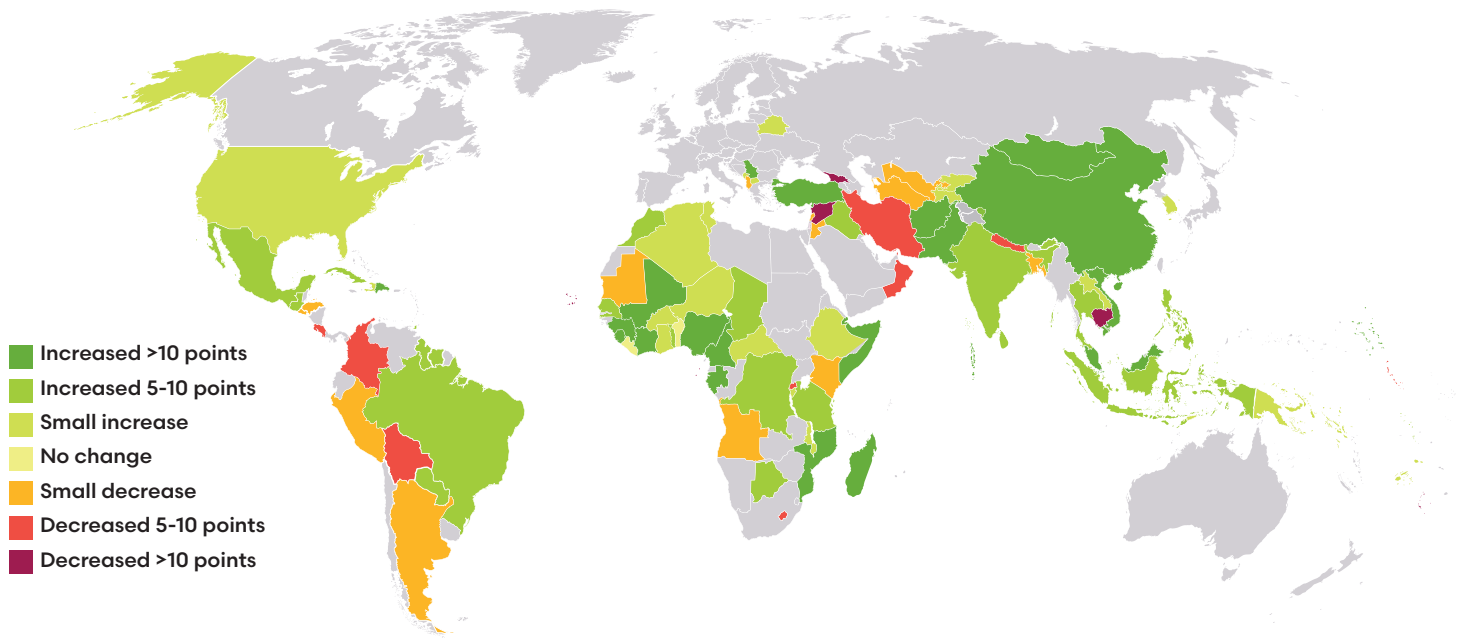 Increased >10 points
Increased 5-10 points
Small increase
No change
Small decrease
Decreased 5-10 points
Decreased >10 points